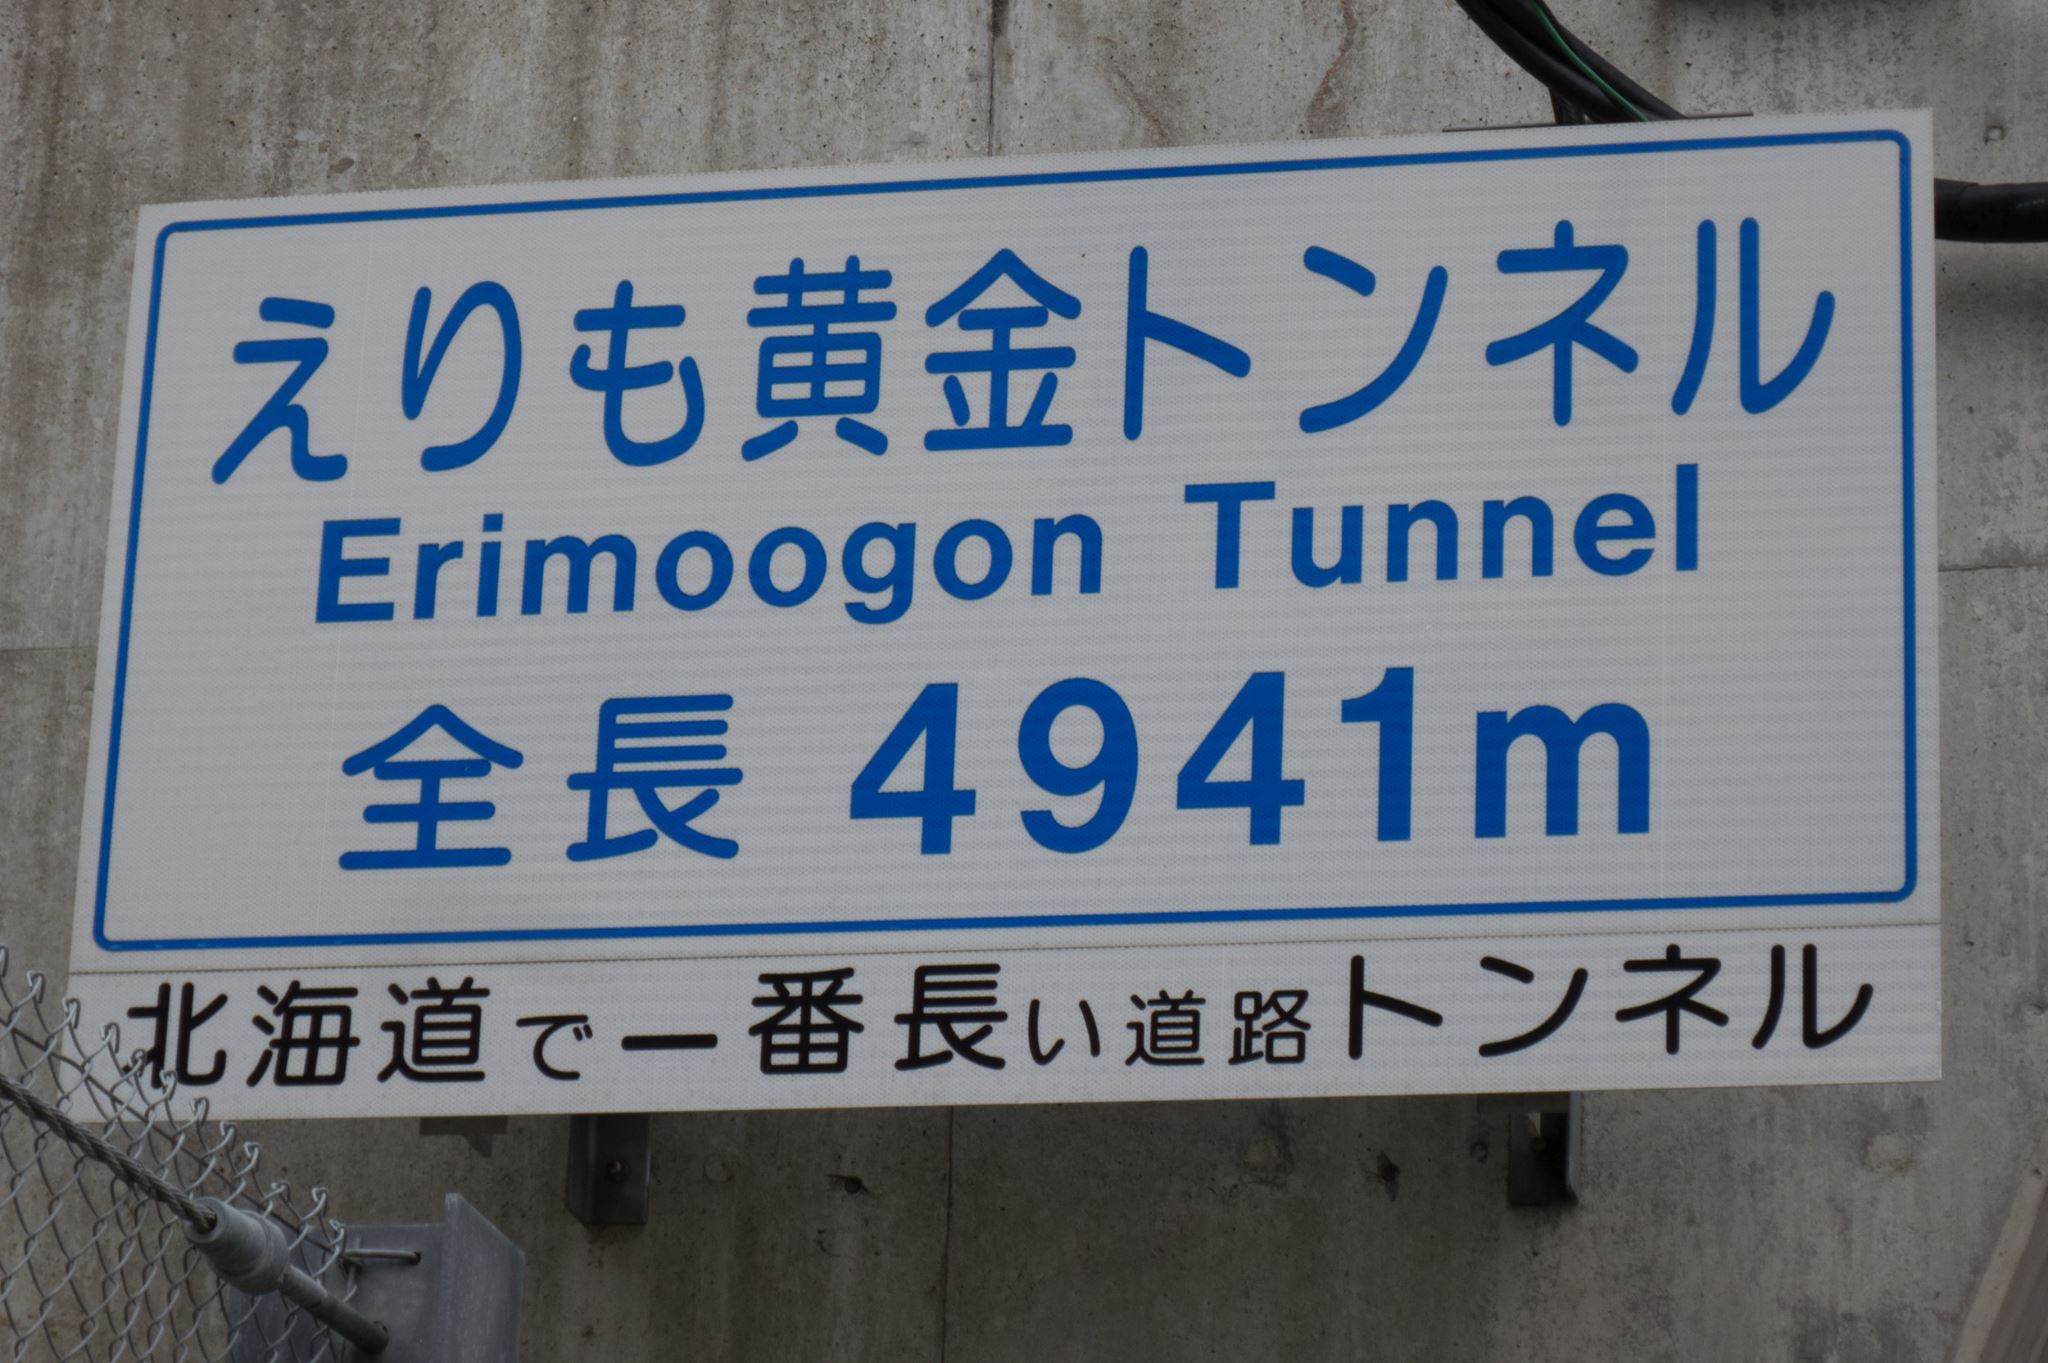 えりも黄金トンネル
Erimoogon Tunnel
全長 4941m
北海道で一番長い道路トンネル